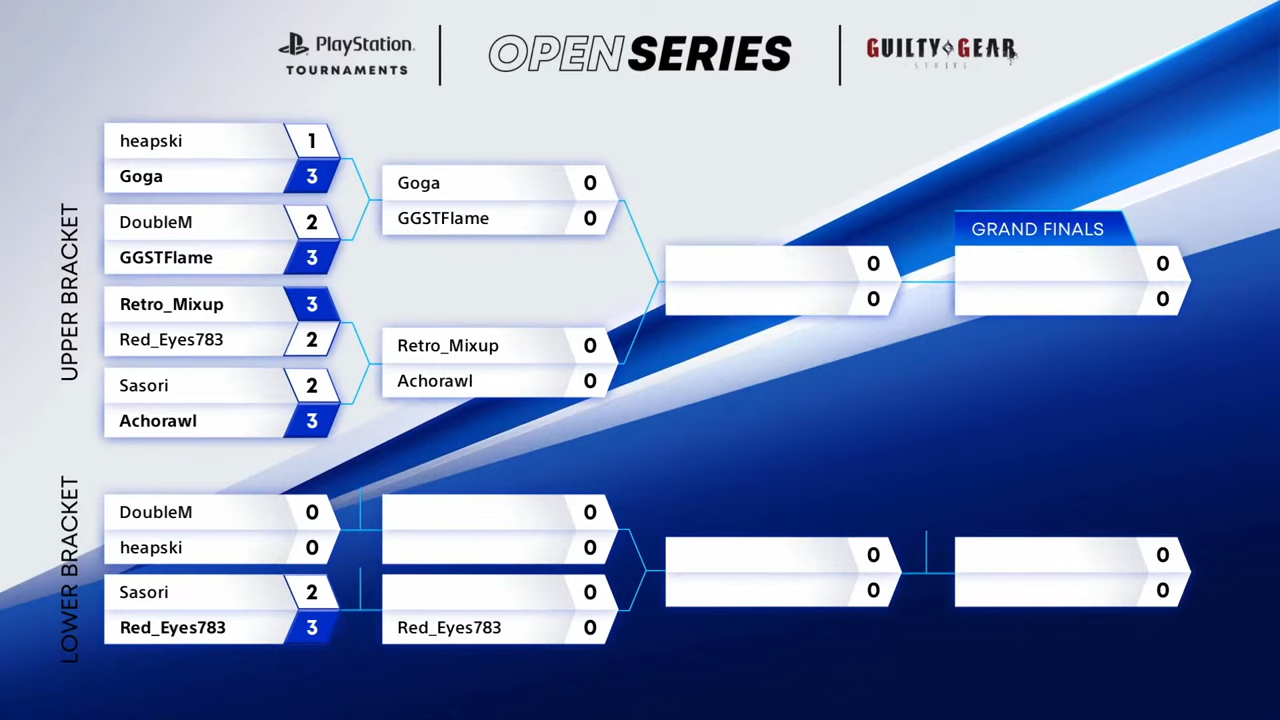 PlayStation.
TOURNAMENTS
OPEN SERIES
GUILTY GEAR
STRIVE
UPPER BRACKET
heapski 1
Goga 3
DoubleM 2
GGSTFlame 3
Retro_Mixup 3
Red_Eyes783 2
Sasori 2
Achorawl 3
Goga 0
GGSTFlame 0
Retro_Mixup 0
Achorawl 0
0
0
GRAND FINALS
0
0
LOWER BRACKET
DoubleM 0
heapski 0
Sasori 2
Red_Eyes783 3
0
0
0
Red_Eyes783 0
0
0
0
0